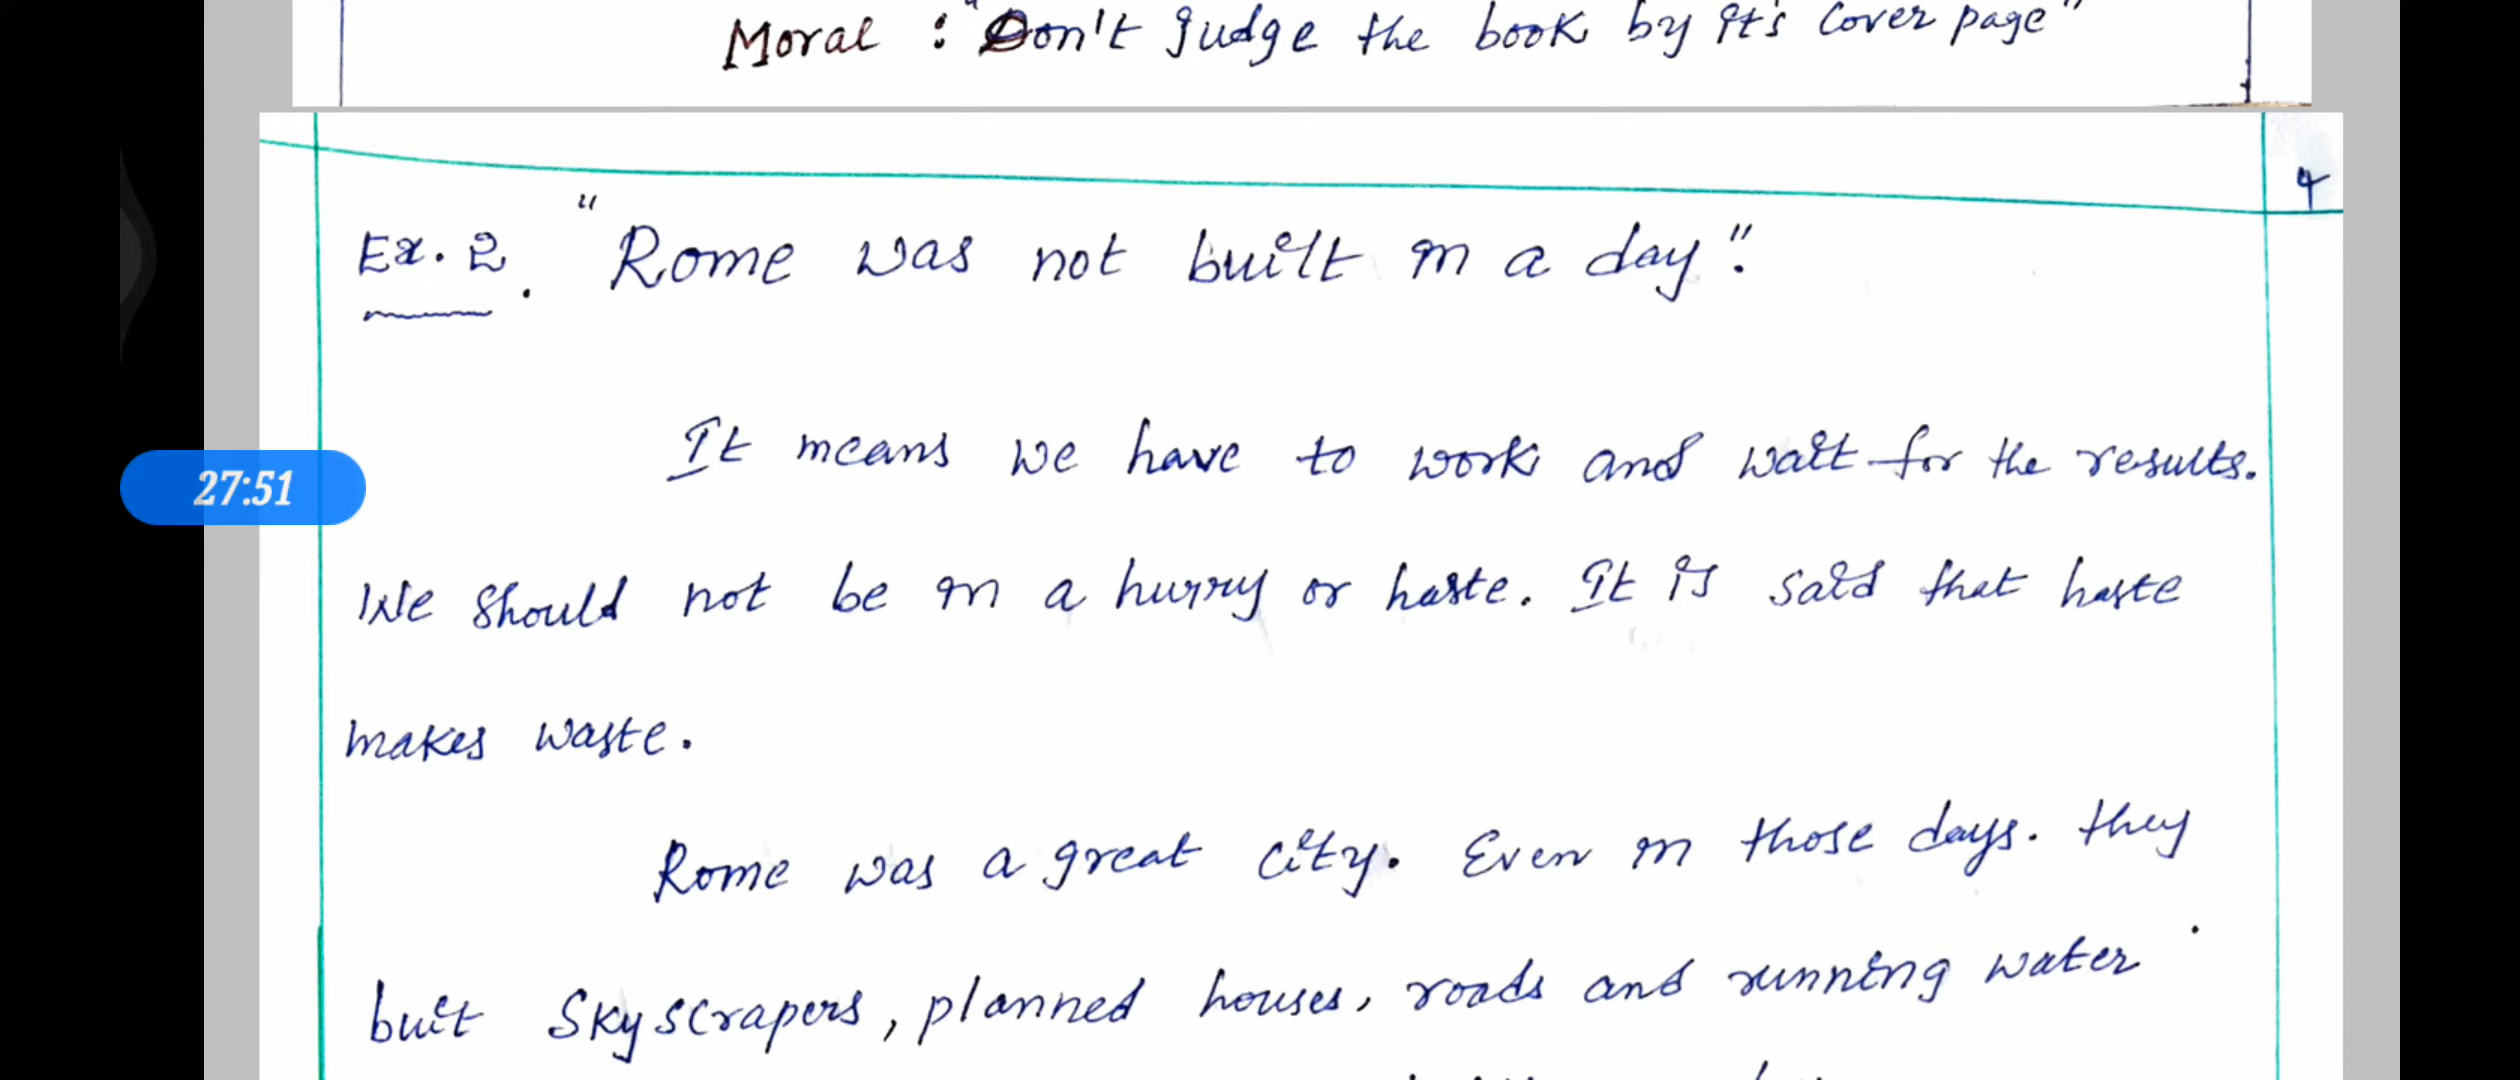 Moral : "Don't judge the book by it's cover page"
4
Ex. 2. "Rome was not built in a day".
It means we have to work and wait for the results.
27:51
We should not be in a hurry or haste. It is said that haste
makes waste.
Rome was a great city. Even in those days. they
buit Skyscrapers, planned houses, roads and running water.